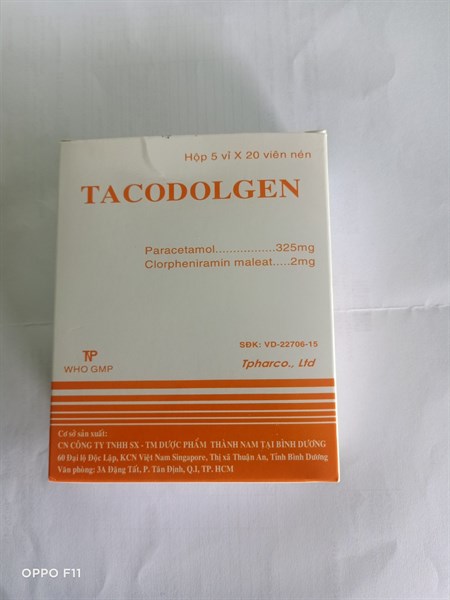 Hộp 5 vỉ X 20 viên nén
TACODOLGEN
Paracetamol.................325mg
Clorpheniramin maleat.....2mg
SĐK: VD-22706-15
TNP
WHO GMP
Tpharco., Ltd
Cơ sở sản xuất:
CN CÔNG TY TNHH SX - TM DƯỢC PHẨM THÀNH NAM TẠI BÌNH DƯƠNG
60 Đại lộ Độc Lập, KCN Việt Nam Singapore, Thị xã Thuận An, Tỉnh Bình Dương
Văn phòng: 3A Đặng Tất, P. Tân Định, Q.I, TP. HCM
OPPO F11